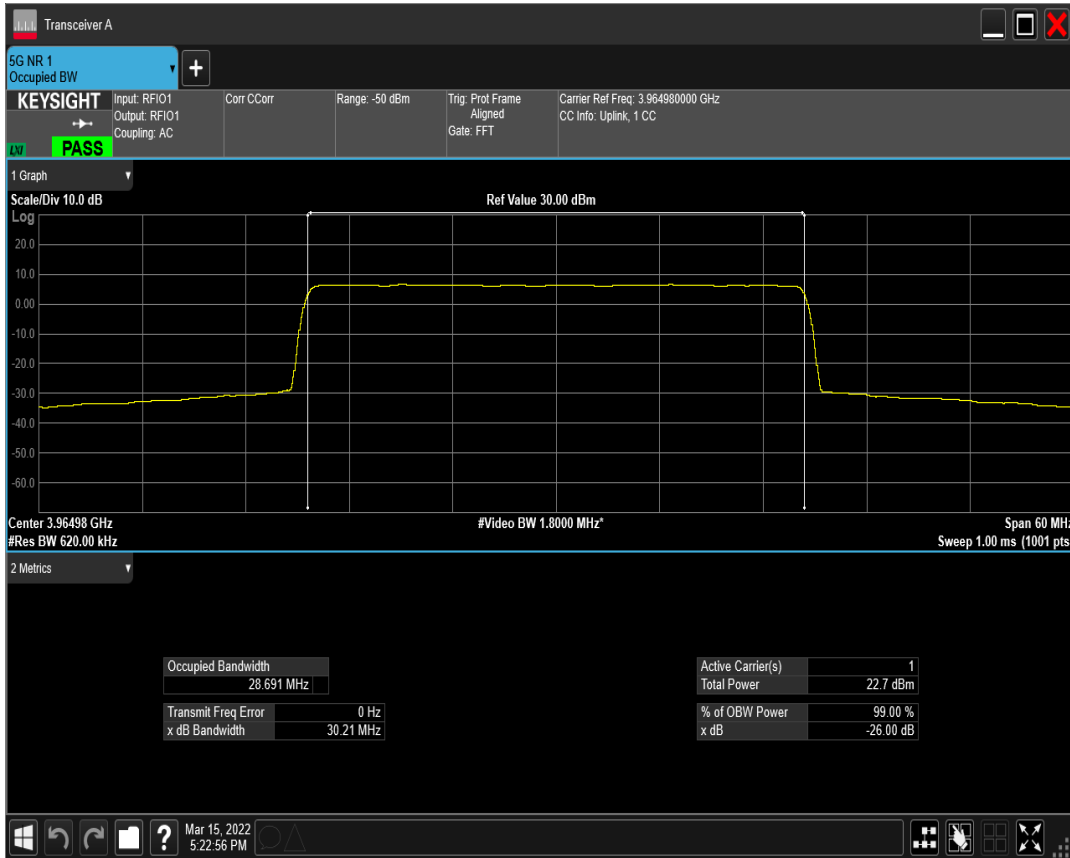 Transceiver A
5G NR 1
Occupied BW
+
KEYSIGHT
LXI
PASS
Input: RFIO1
Output: RFIO1
Coupling: AC
Corr CCorr
Range: -50 dBm
Trig: Prot Frame
Aligned
Gate: FFT
Carrier Ref Freq: 3.964980000 GHz
CC Info: Uplink, 1 CC
1 Graph
Scale/Div 10.0 dB
Ref Value 30.00 dBm
Log
20.0
10.0
0.00
-10.0
-20.0
-30.0
-40.0
-50.0
-60.0
Center 3.96498 GHz
#Video BW 1.8000 MHz*
Span 60 MHz
#Res BW 620.00 kHz
Sweep 1.00 ms (1001 pts
2 Metrics
Occupied Bandwidth
28.691 MHz
Transmit Freq Error 0 Hz
x dB Bandwidth 30.21 MHz
Active Carrier(s) 1
Total Power 22.7 dBm
% of OBW Power 99.00 %
x dB -26.00 dB
?
Mar 15, 2022
5:22:56 PM